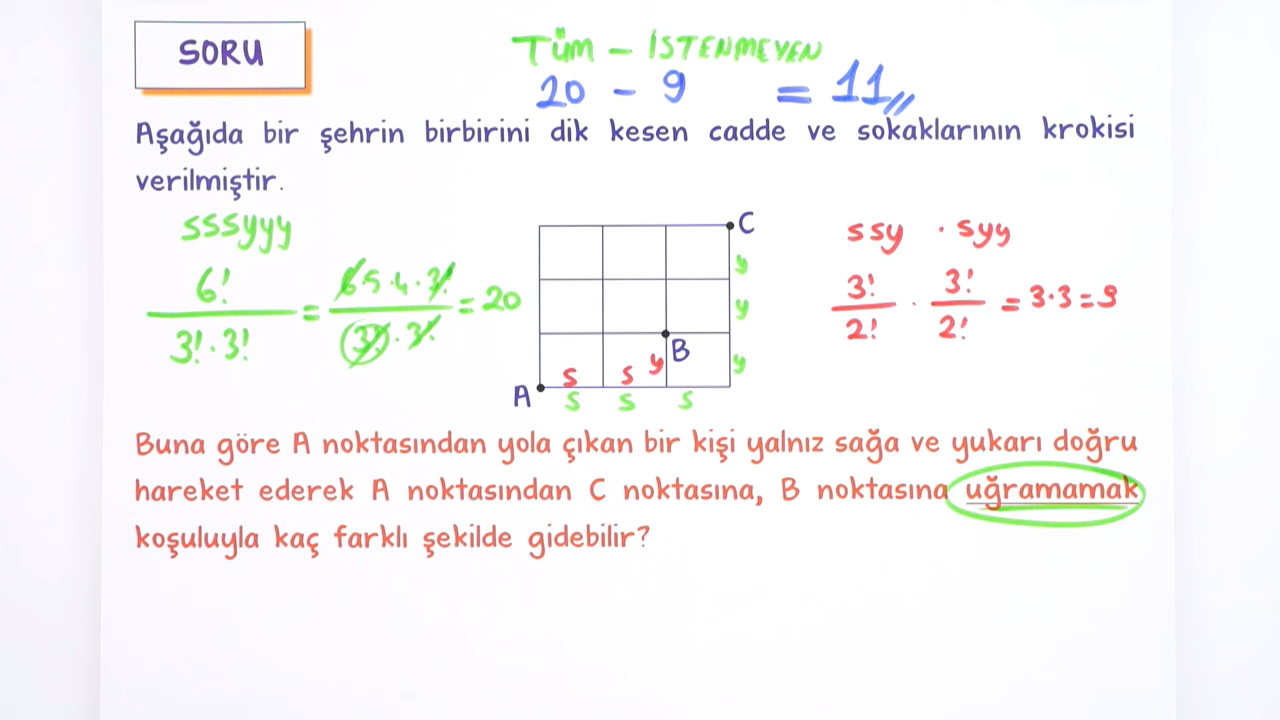 SORU
TÜM - İSTENMEYEN
20 - 9 = 11
Aşağıda bir şehrin birbirini dik kesen cadde ve sokaklarının krokisi
verilmiştir.
sssyyy
6! / 3!·3! = 6·5·4·3! / 3!·3! = 20
C
y
y
y
B
y
s s
A
s s s
ssy · syy
3!/2! · 3!/2! = 3·3 = 9
Buna göre A noktasından yola çıkan bir kişi yalnız sağa ve yukarı doğru
hareket ederek A noktasından C noktasına, B noktasına uğramamak
koşuluyla kaç farklı şekilde gidebilir?